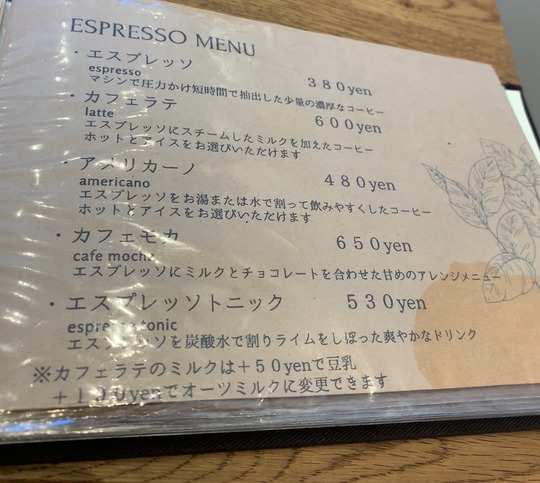 ESPRESSO MENU
・エスプレッソ 380yen
espresso
マシンで圧力かけ短時間で抽出した少量の濃厚なコーヒー
・カフェラテ 600yen
latte
エスプレッソにスチームしたミルクを加えたコーヒー
ホットとアイスをお選びいただけます
・アメリカーノ 480yen
americano
エスプレッソをお湯または水で割って飲みやすくしたコーヒー
ホットとアイスをお選びいただけます
・カフェモカ 650yen
cafe mocha
エスプレッソにミルクとチョコレートを合わせた甘めのアレンジメニュー
・エスプレッソトニック 530yen
espresso tonic
エスプレッソを炭酸水で割りライムをしぼった爽やかなドリンク
※カフェラテのミルクは＋50yenで豆乳
＋100yenでオーツミルクに変更できます